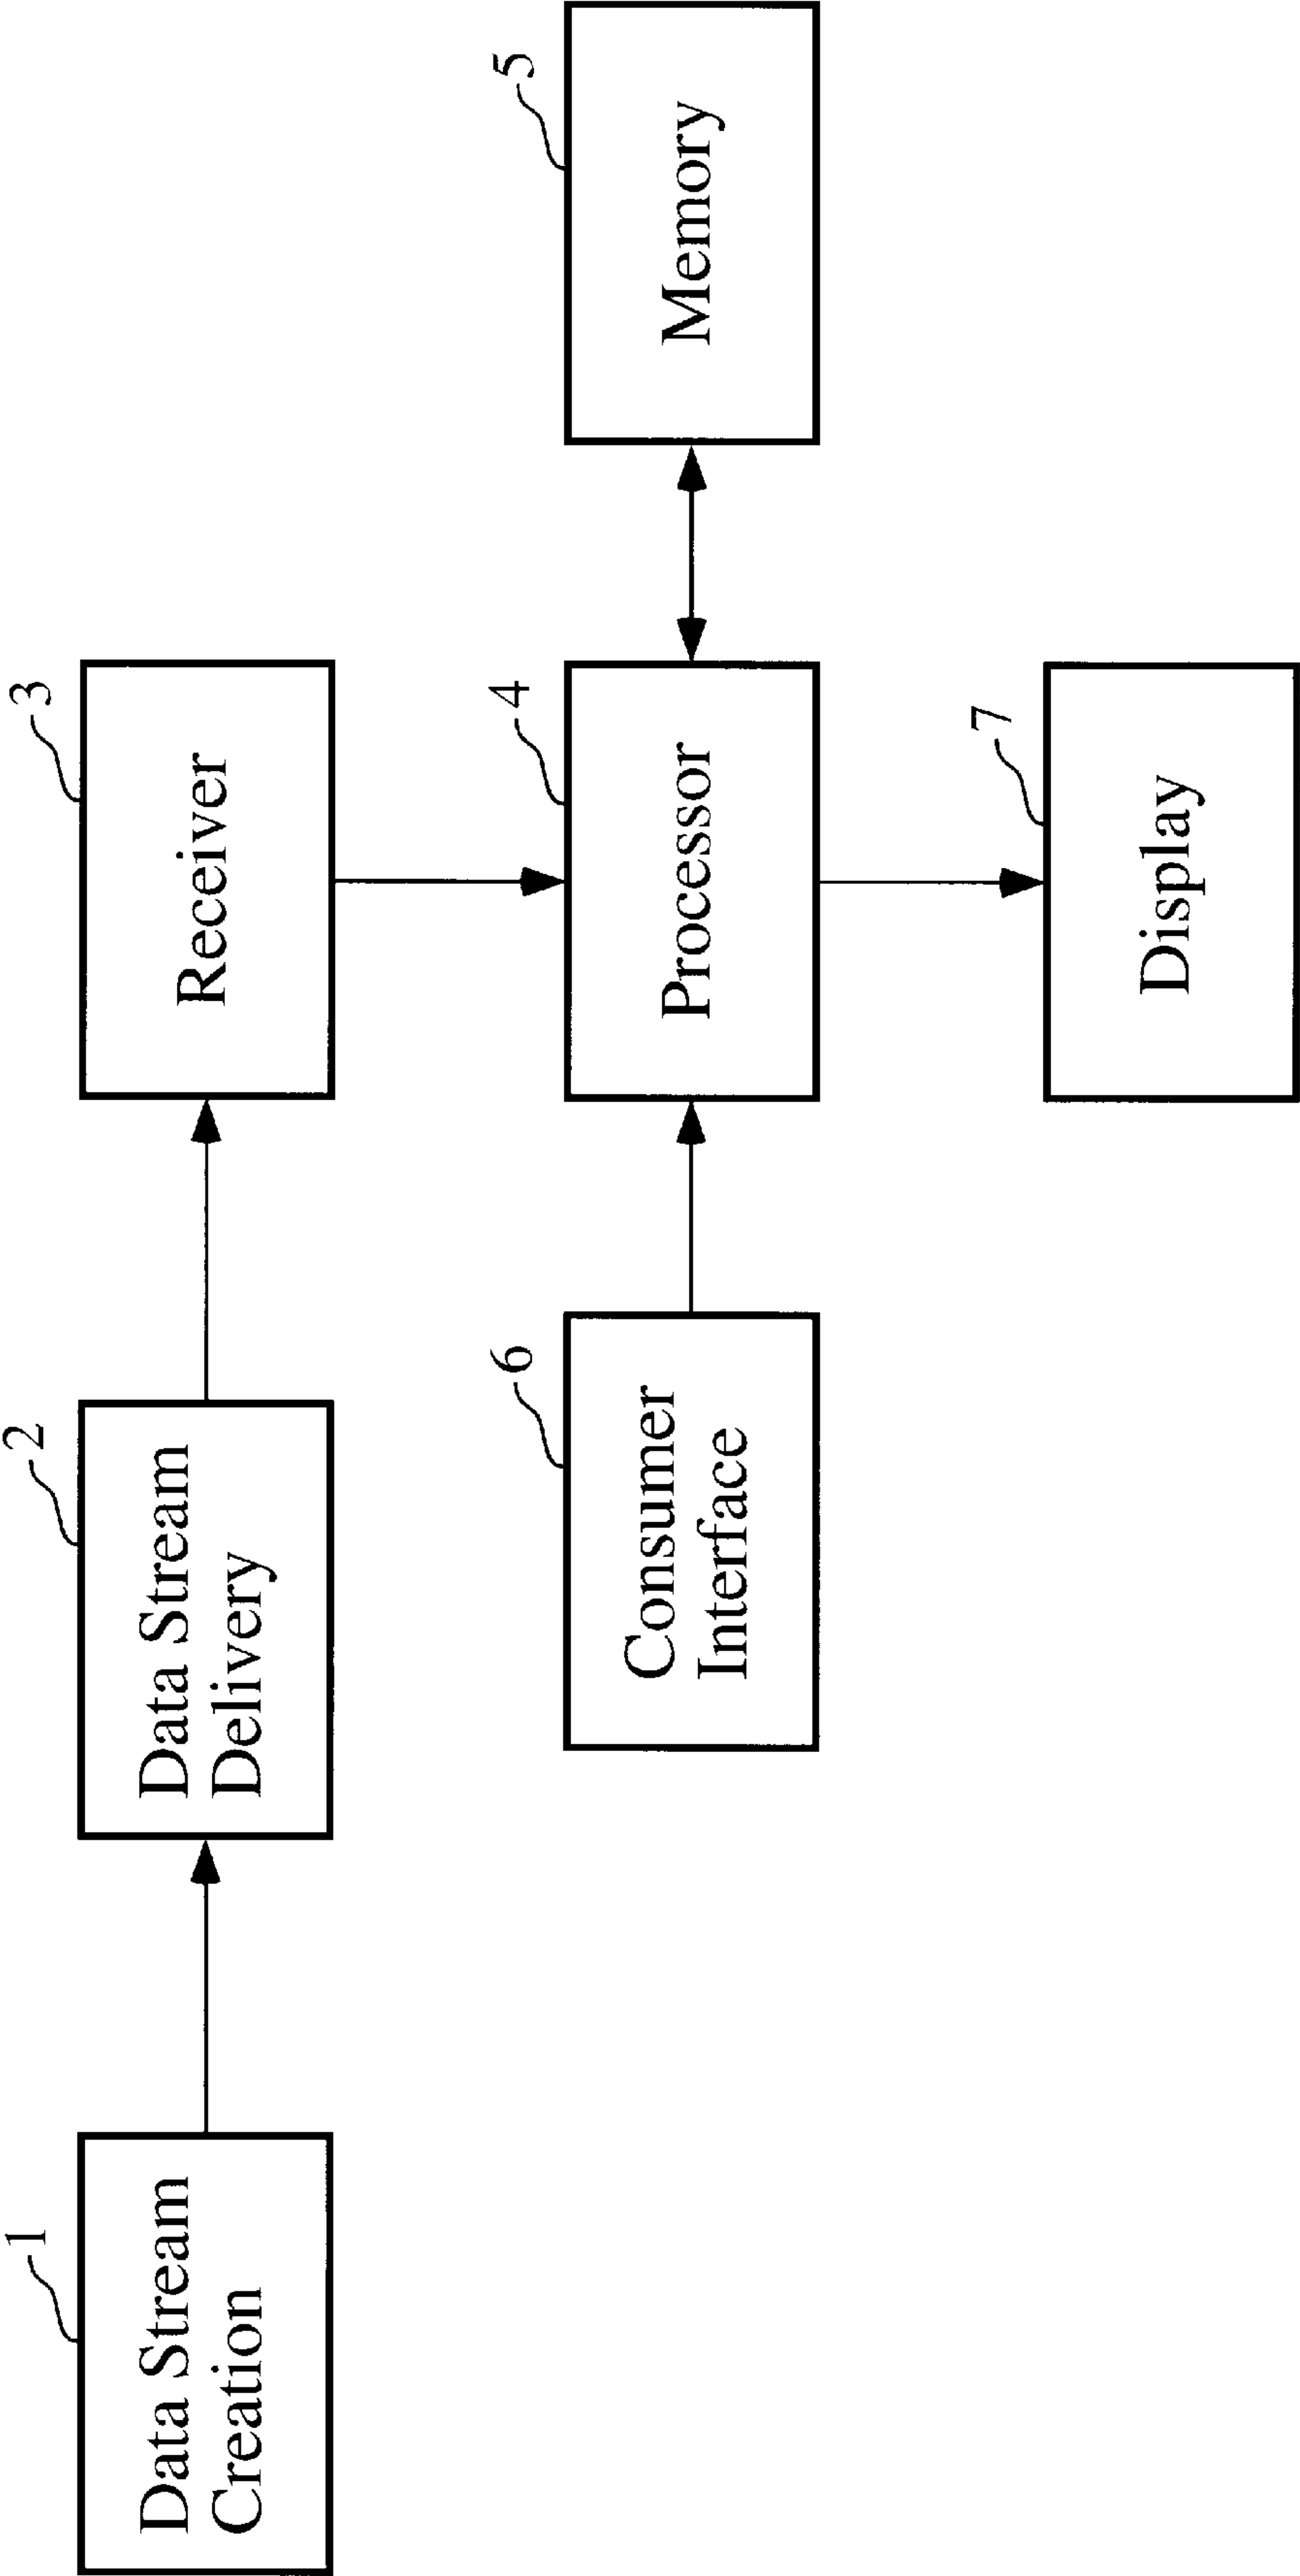 1
Data Stream
Creation
2
Data Stream
Delivery
3
Receiver
6
Consumer
Interface
4
Processor
5
Memory
7
Display